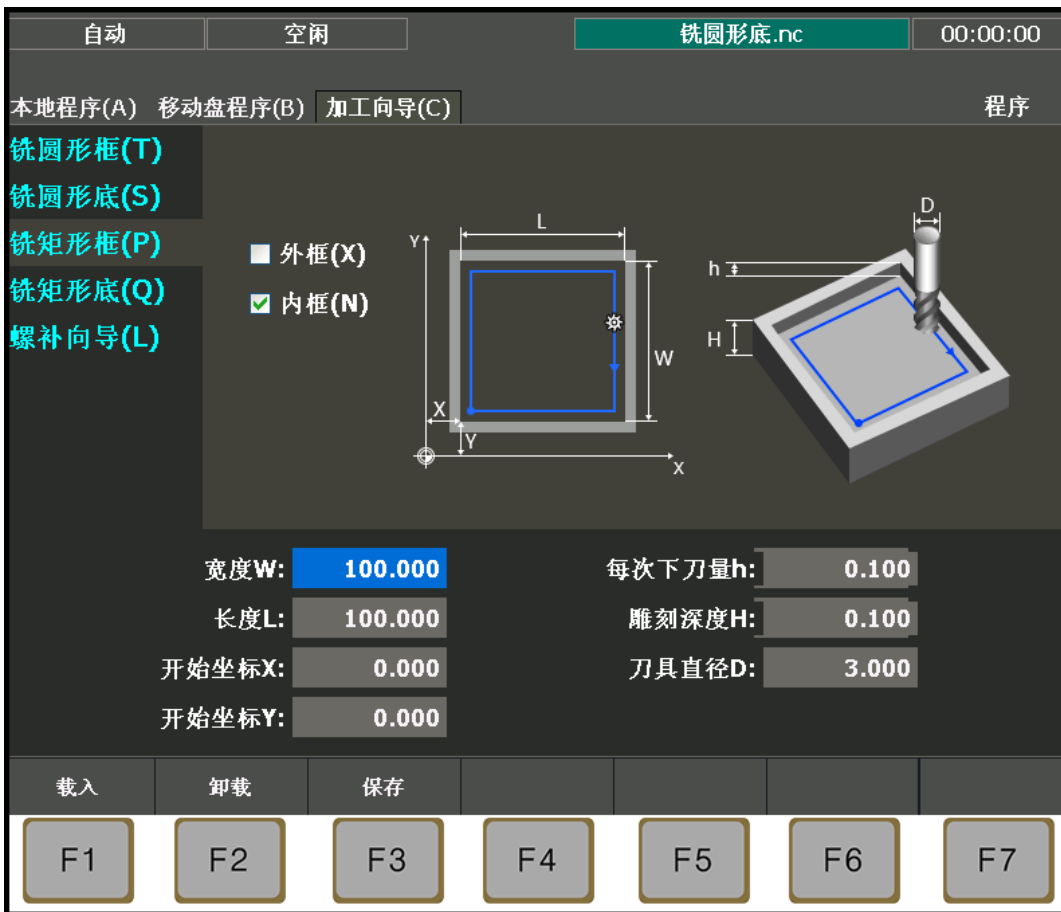 自动 空闲 铣圆形底.nc 00:00:00
本地程序(A) 移动盘程序(B) 加工向导(C) 程序
铣圆形框(T)
铣圆形底(S)
铣矩形框(P)
铣矩形底(Q)
螺补向导(L)
外框(X)
内框(N)
Y L
W
X
Y
X
D
h
H
宽度W: 100.000 每次下刀量h: 0.100
长度L: 100.000 雕刻深度H: 0.100
开始坐标X: 0.000 刀具直径D: 3.000
开始坐标Y: 0.000
载入 卸载 保存
F1 F2 F3 F4 F5 F6 F7